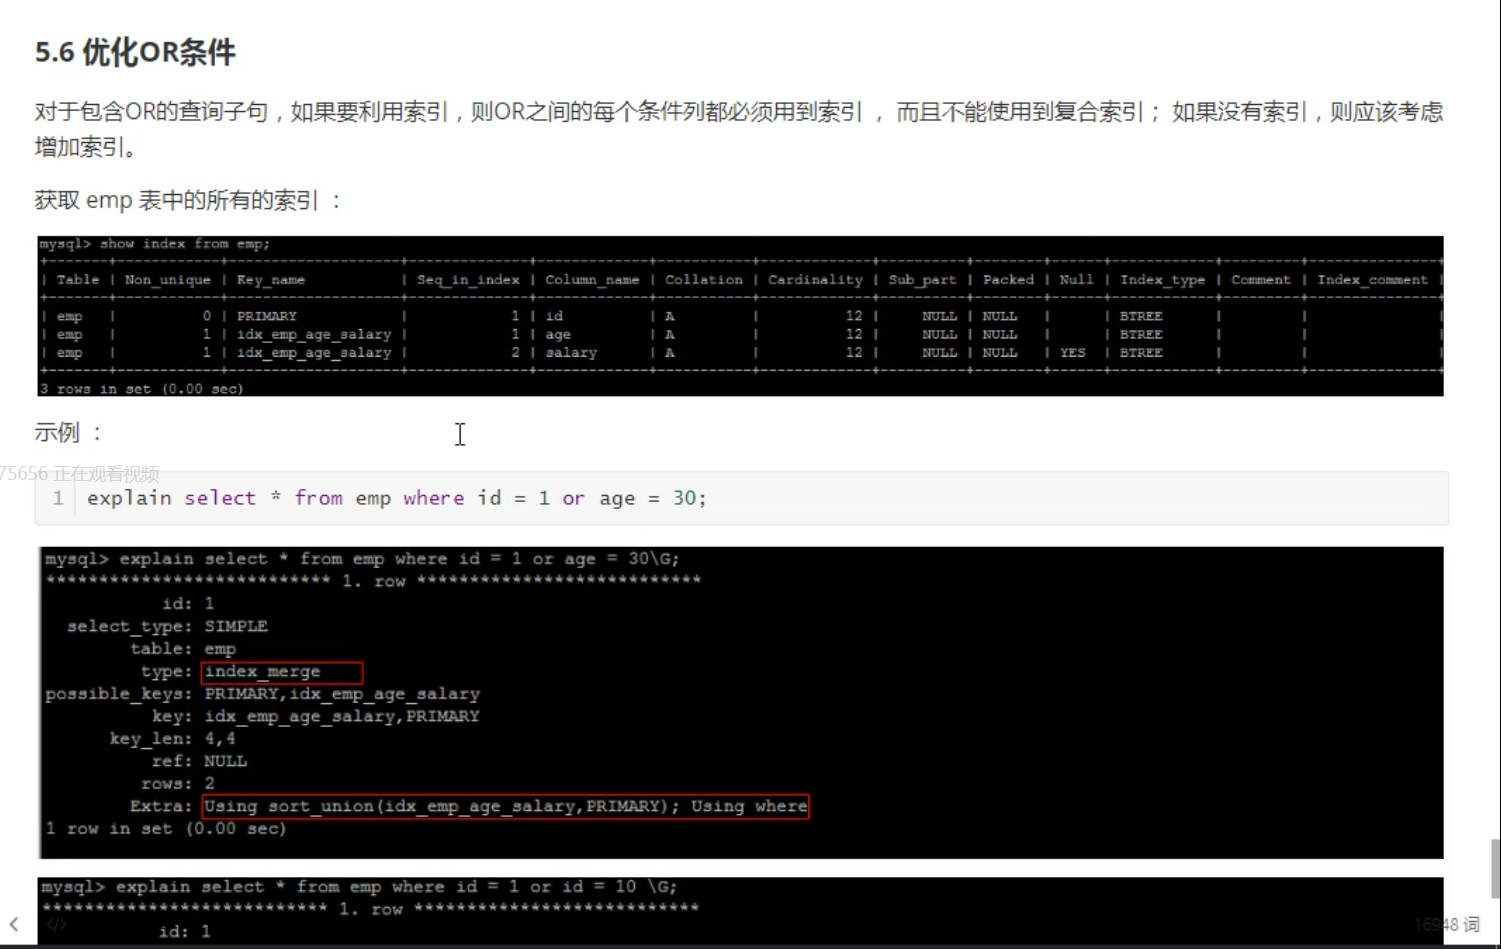 5.6 优化OR条件
对于包含OR的查询子句，如果要利用索引，则OR之间的每个条件列都必须用到索引 ， 而且不能使用到复合索引； 如果没有索引，则应该考虑
增加索引。
获取 emp 表中的所有的索引 ：
mysql> show index from emp;
+-------+------------+--------------------+--------------+-------------+-----------+-------------+----------+--------+------+------------+---------+---------------+
| Table | Non_unique | Key_name | Seq_in_index | Column_name | Collation | Cardinality | Sub_part | Packed | Null | Index_type | Comment | Index_comment |
+-------+------------+--------------------+--------------+-------------+-----------+-------------+----------+--------+------+------------+---------+---------------+
| emp | 0 | PRIMARY | 1 | id | A | 12 | NULL | NULL | | BTREE | | |
| emp | 1 | idx_emp_age_salary | 1 | age | A | 12 | NULL | NULL | | BTREE | | |
| emp | 1 | idx_emp_age_salary | 2 | salary | A | 12 | NULL | NULL | YES | BTREE | | |
+-------+------------+--------------------+--------------+-------------+-----------+-------------+----------+--------+------+------------+---------+---------------+
3 rows in set (0.00 sec)
示例 ：
75656 正在观看视频
1 explain select * from emp where id = 1 or age = 30;
mysql> explain select * from emp where id = 1 or age = 30\G;
*************************** 1. row ***************************
id: 1
select_type: SIMPLE
table: emp
type: index_merge
possible_keys: PRIMARY,idx_emp_age_salary
key: idx_emp_age_salary,PRIMARY
key_len: 4,4
ref: NULL
rows: 2
Extra: Using sort_union(idx_emp_age_salary,PRIMARY); Using where
1 row in set (0.00 sec)
mysql> explain select * from emp where id = 1 or id = 10 \G;
*************************** 1. row ***************************
id: 1
16948 词